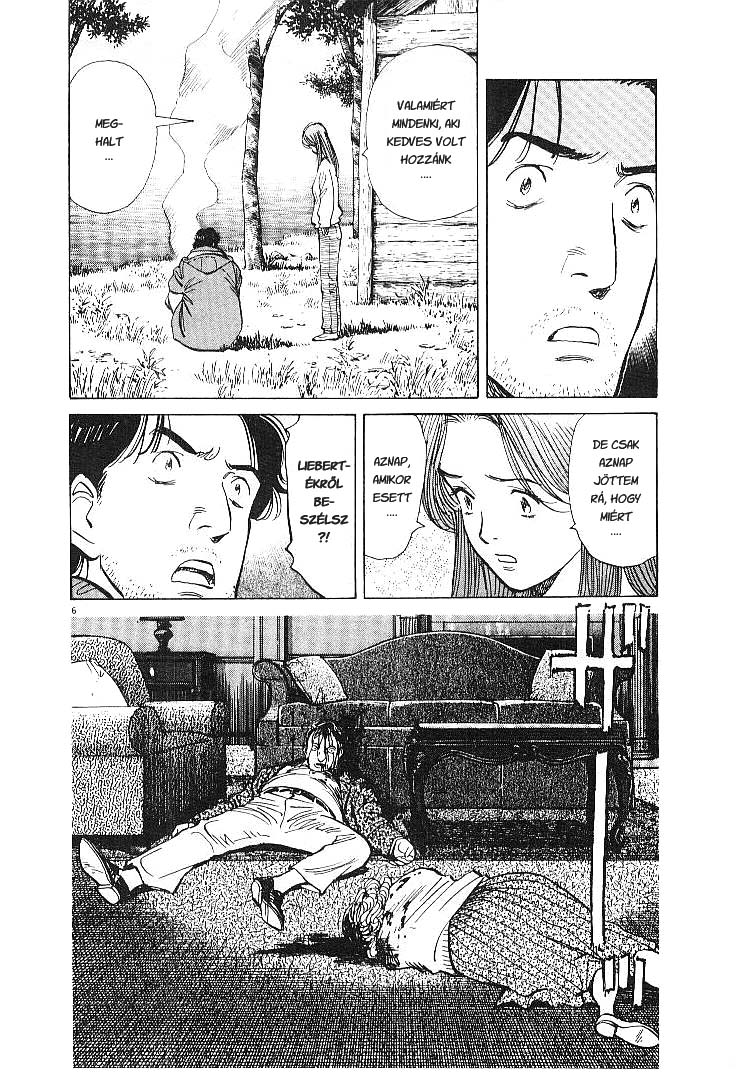 VALAMIÉRT
MINDENKI, AKI
KEDVES VOLT
HOZZÁNK
....
MEG-
HALT
....
DE CSAK
AZNAP
JÖTTEM
RÁ, HOGY
MIÉRT
....
AZNAP,
AMIKOR
ESETT
....
LIEBERT-
ÉKRŐL
BE-
SZÉLSZ
?!
6